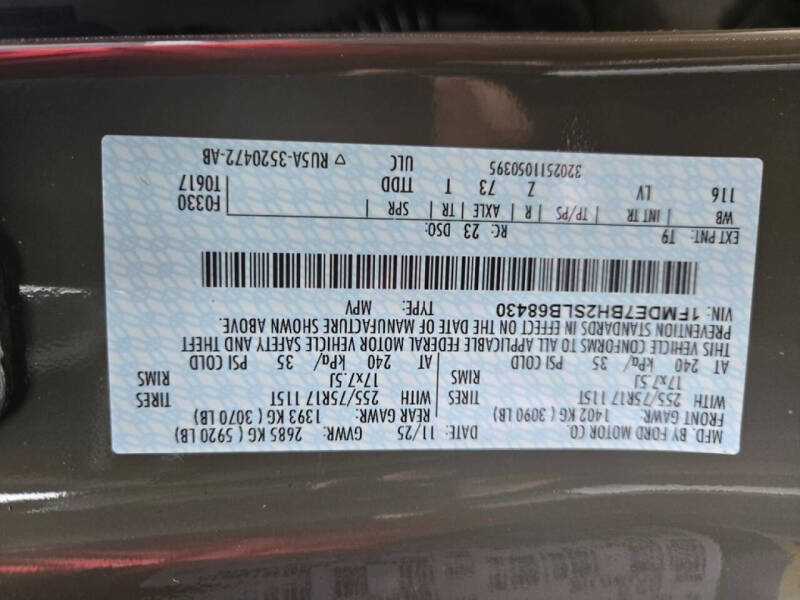 MFD. BY FORD MOTOR CO.
DATE: 11/25 GVWR: 2685 KG ( 5920 LB)
FRONT GAWR: 1402 KG ( 3090 LB) REAR GAWR: 1393 KG ( 3070 LB)
WITH 255/75R17 115T TIRES WITH 255/75R17 115T TIRES
17x7.5J RIMS 17x7.5J RIMS
AT 240 kPa/ 35 PSI COLD AT 240 kPa/ 35 PSI COLD
THIS VEHICLE CONFORMS TO ALL APPLICABLE FEDERAL MOTOR VEHICLE SAFETY AND THEFT
PREVENTION STANDARDS IN EFFECT ON THE DATE OF MANUFACTURE SHOWN ABOVE.
VIN: 1FMDE7BH2SLB68430 TYPE: MPV
EXT PNT: T9 RC: 23 DSO:
WB INT TR TP/PS R AXLE TR SPR F0330
116 LV Z 73 T TTDD T0617
3202511050395 ULC ▽ RU5A-3520472-AB